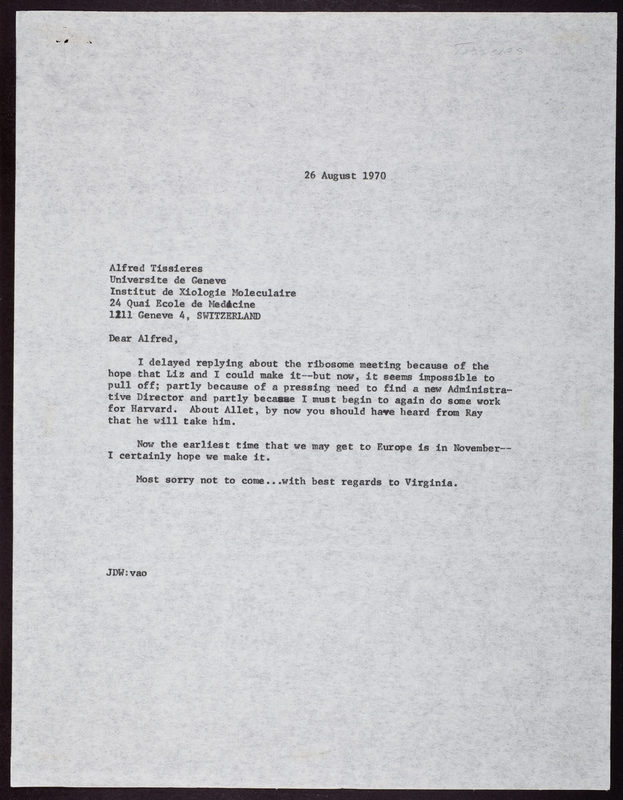 Tissieres
26 August 1970
Alfred Tissieres
Universite de Geneve
Institut de Xiologie Moleculaire
24 Quai Ecole de Medicine
1211 Geneve 4, SWITZERLAND
Dear Alfred,
I delayed replying about the ribosome meeting because of the
hope that Liz and I could make it--but now, it seems impossible to
pull off; partly because of a pressing need to find a new Administra-
tive Director and partly because I must begin to again do some work
for Harvard. About Allet, by now you should have heard from Ray
that he will take him.
Now the earliest time that we may get to Europe is in November--
I certainly hope we make it.
Most sorry not to come...with best regards to Virginia.
JDW:vao